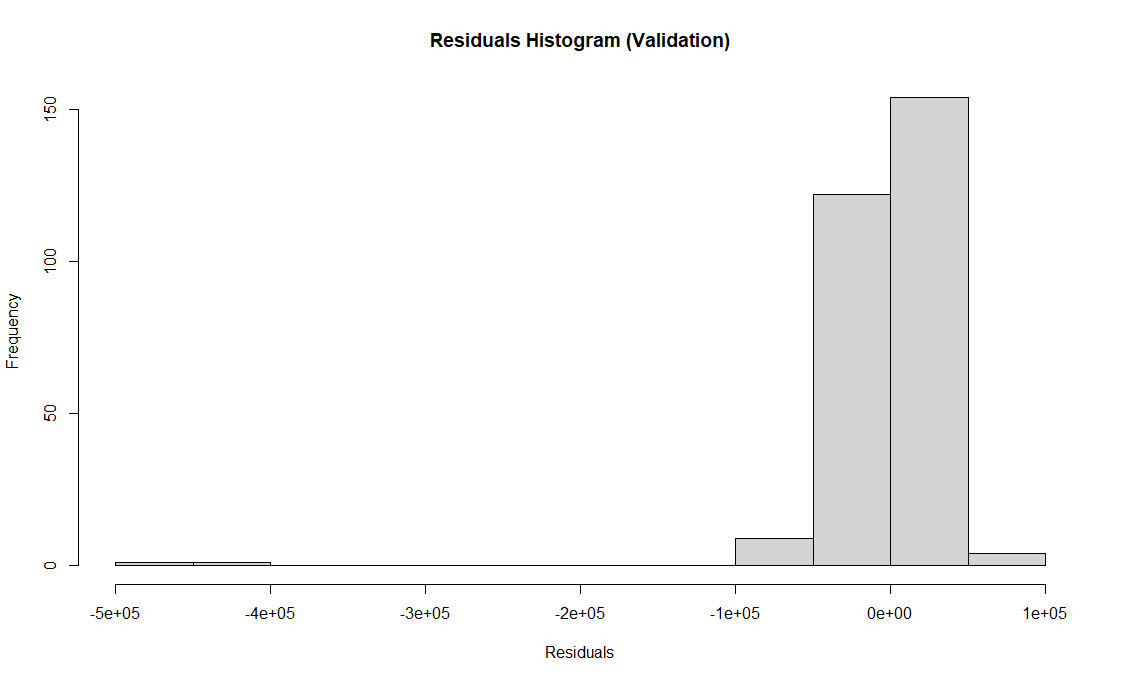 Residuals Histogram (Validation)
150
100
50
0
Frequency
-5e+05 -4e+05 -3e+05 -2e+05 -1e+05 0e+00 1e+05
Residuals